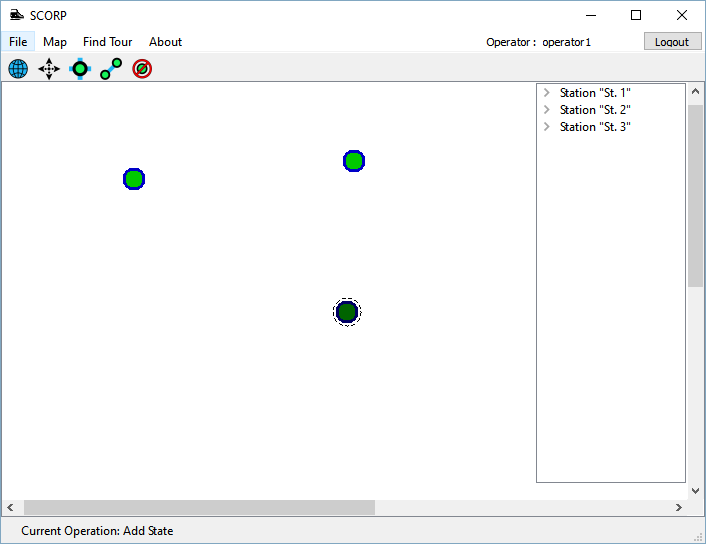 SCORP
File Map Find Tour About Operator : operator1 Logout
Station "St. 1"
Station "St. 2"
Station "St. 3"
Current Operation: Add State